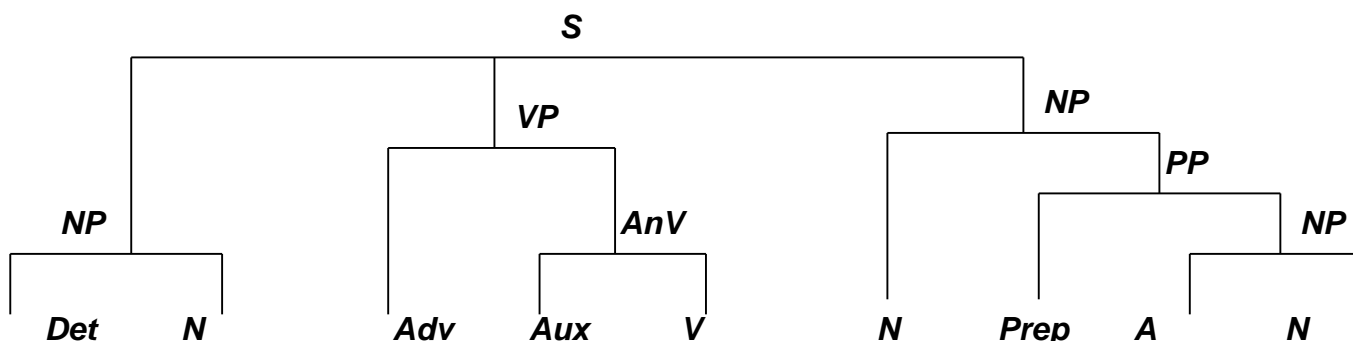 S
VP NP
PP
NP AnV NP
Det N Adv Aux V N Prep A N